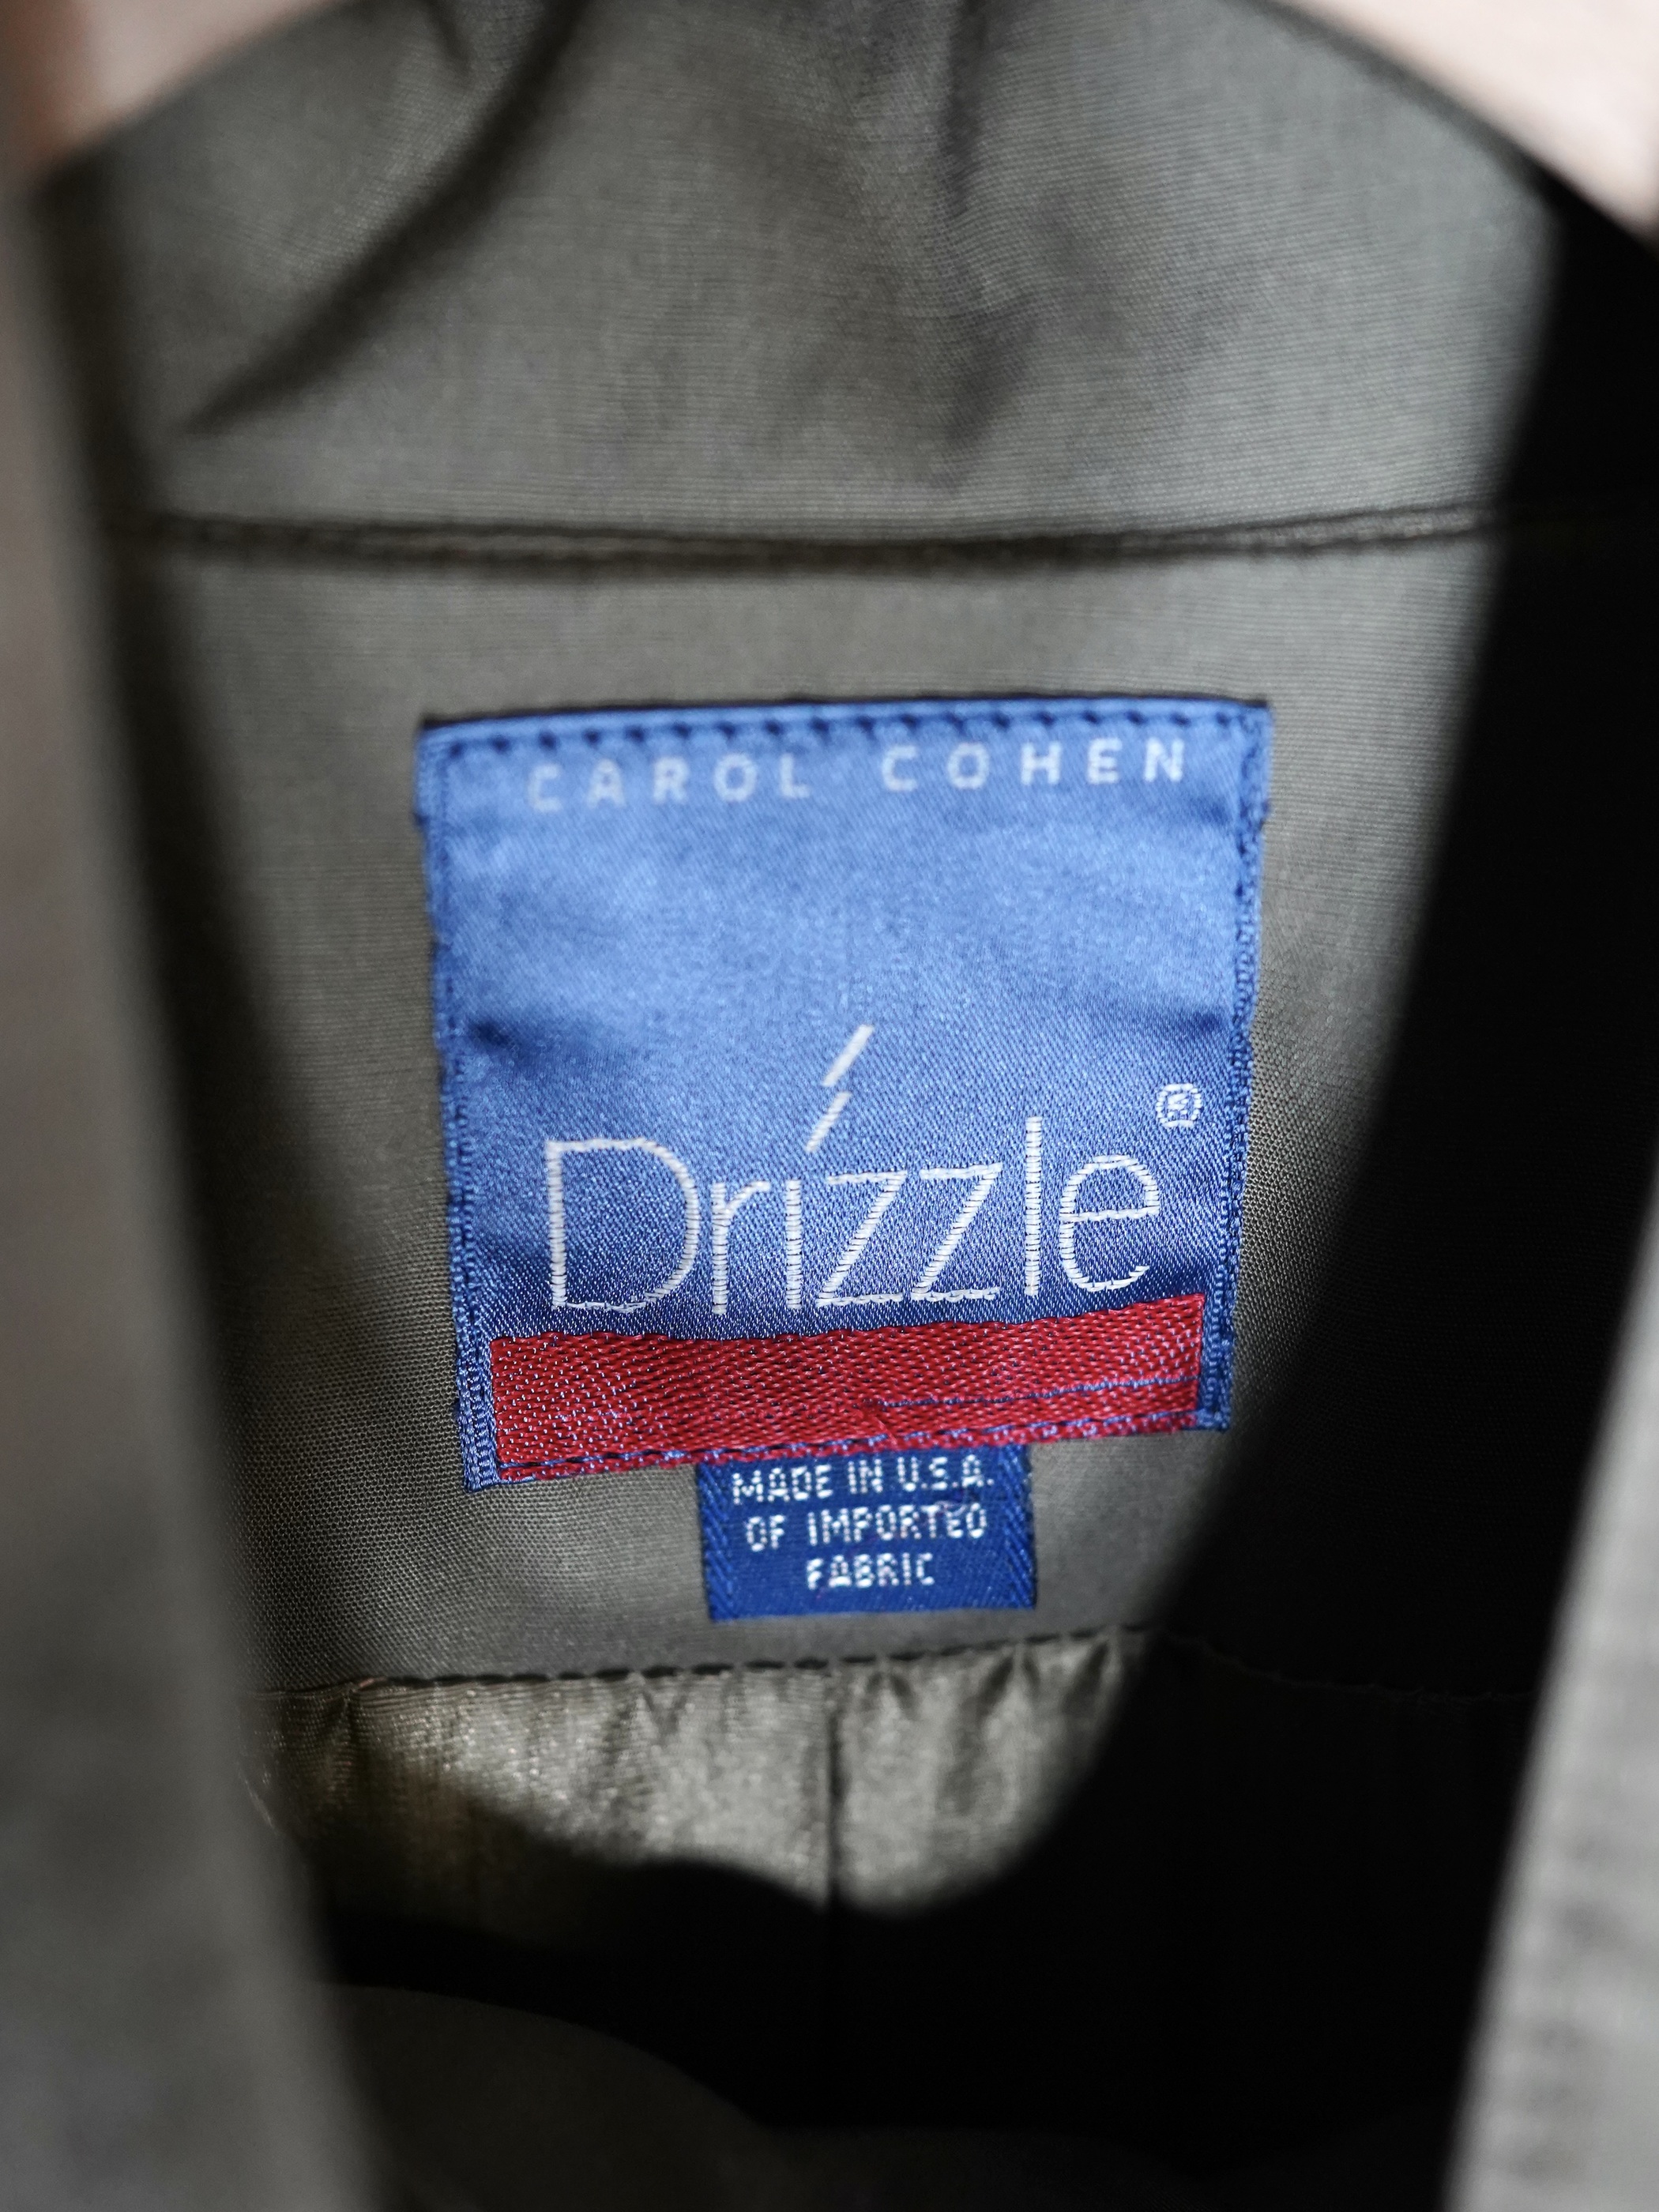 CAROL COHEN
Drizzle®
MADE IN U.S.A.
OF IMPORTED
FABRIC